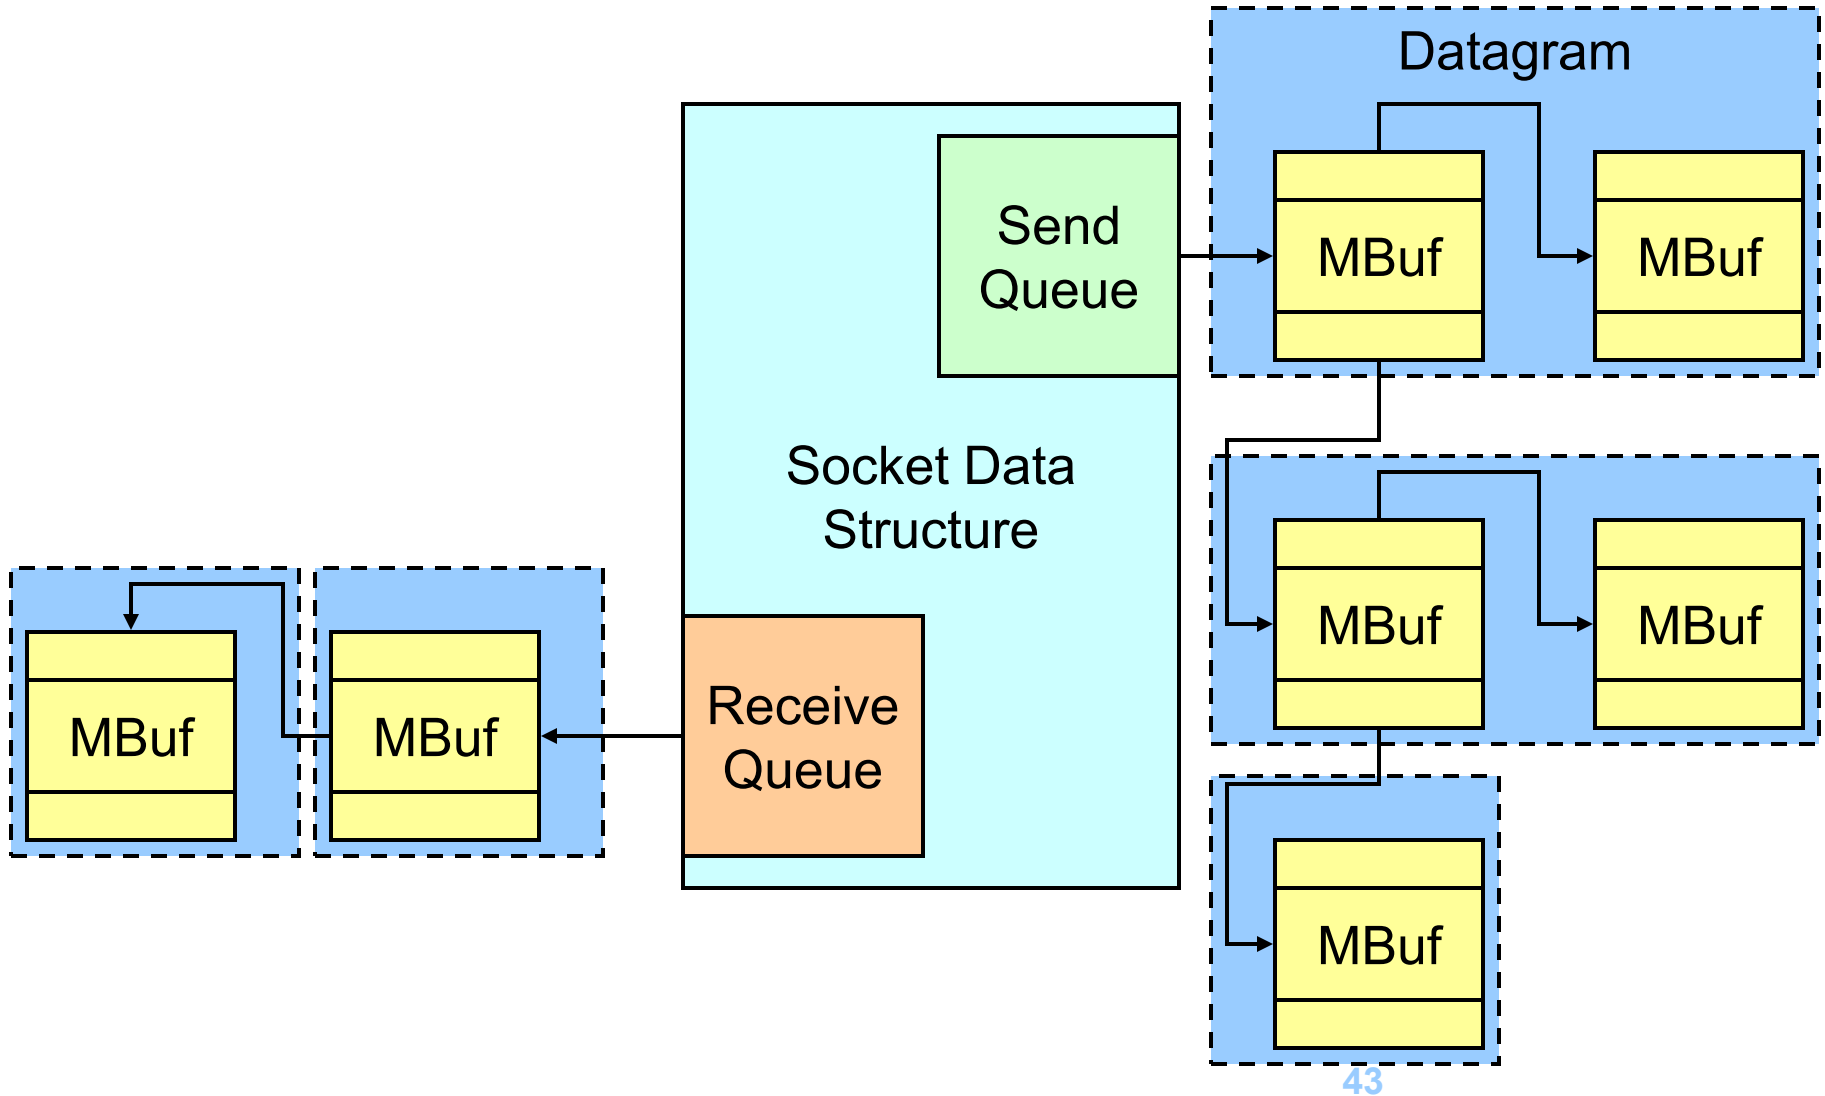 Datagram
Send
Queue
MBuf
MBuf
Socket Data
Structure
MBuf
MBuf
MBuf
MBuf
Receive
Queue
MBuf
43